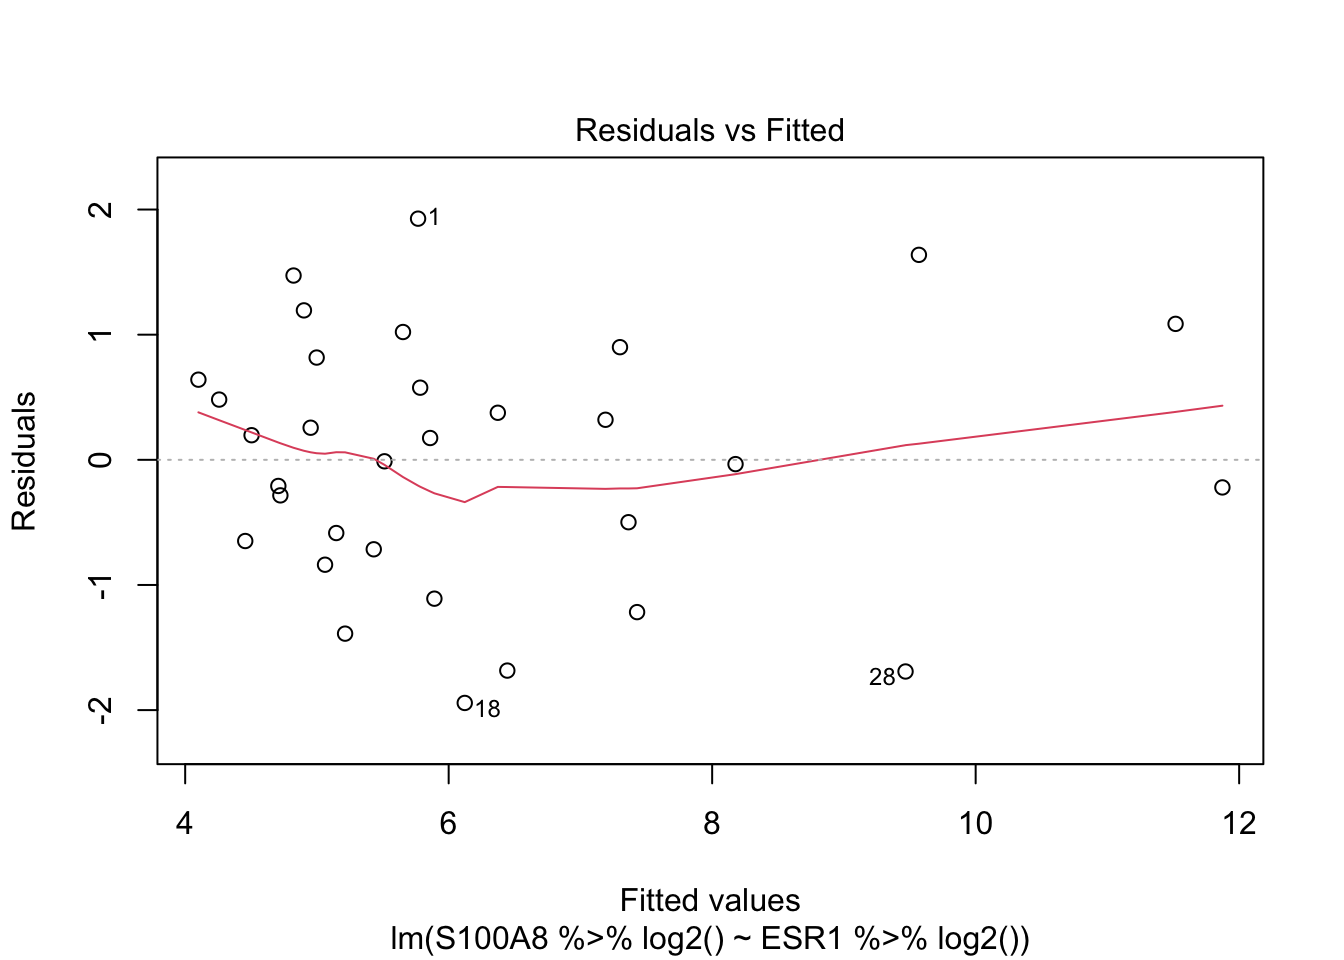 Residuals vs Fitted
Residuals
2
1
0
-1
-2
1
18
28
4 6 8 10 12
Fitted values
lm(S100A8 %>% log2() ~ ESR1 %>% log2())